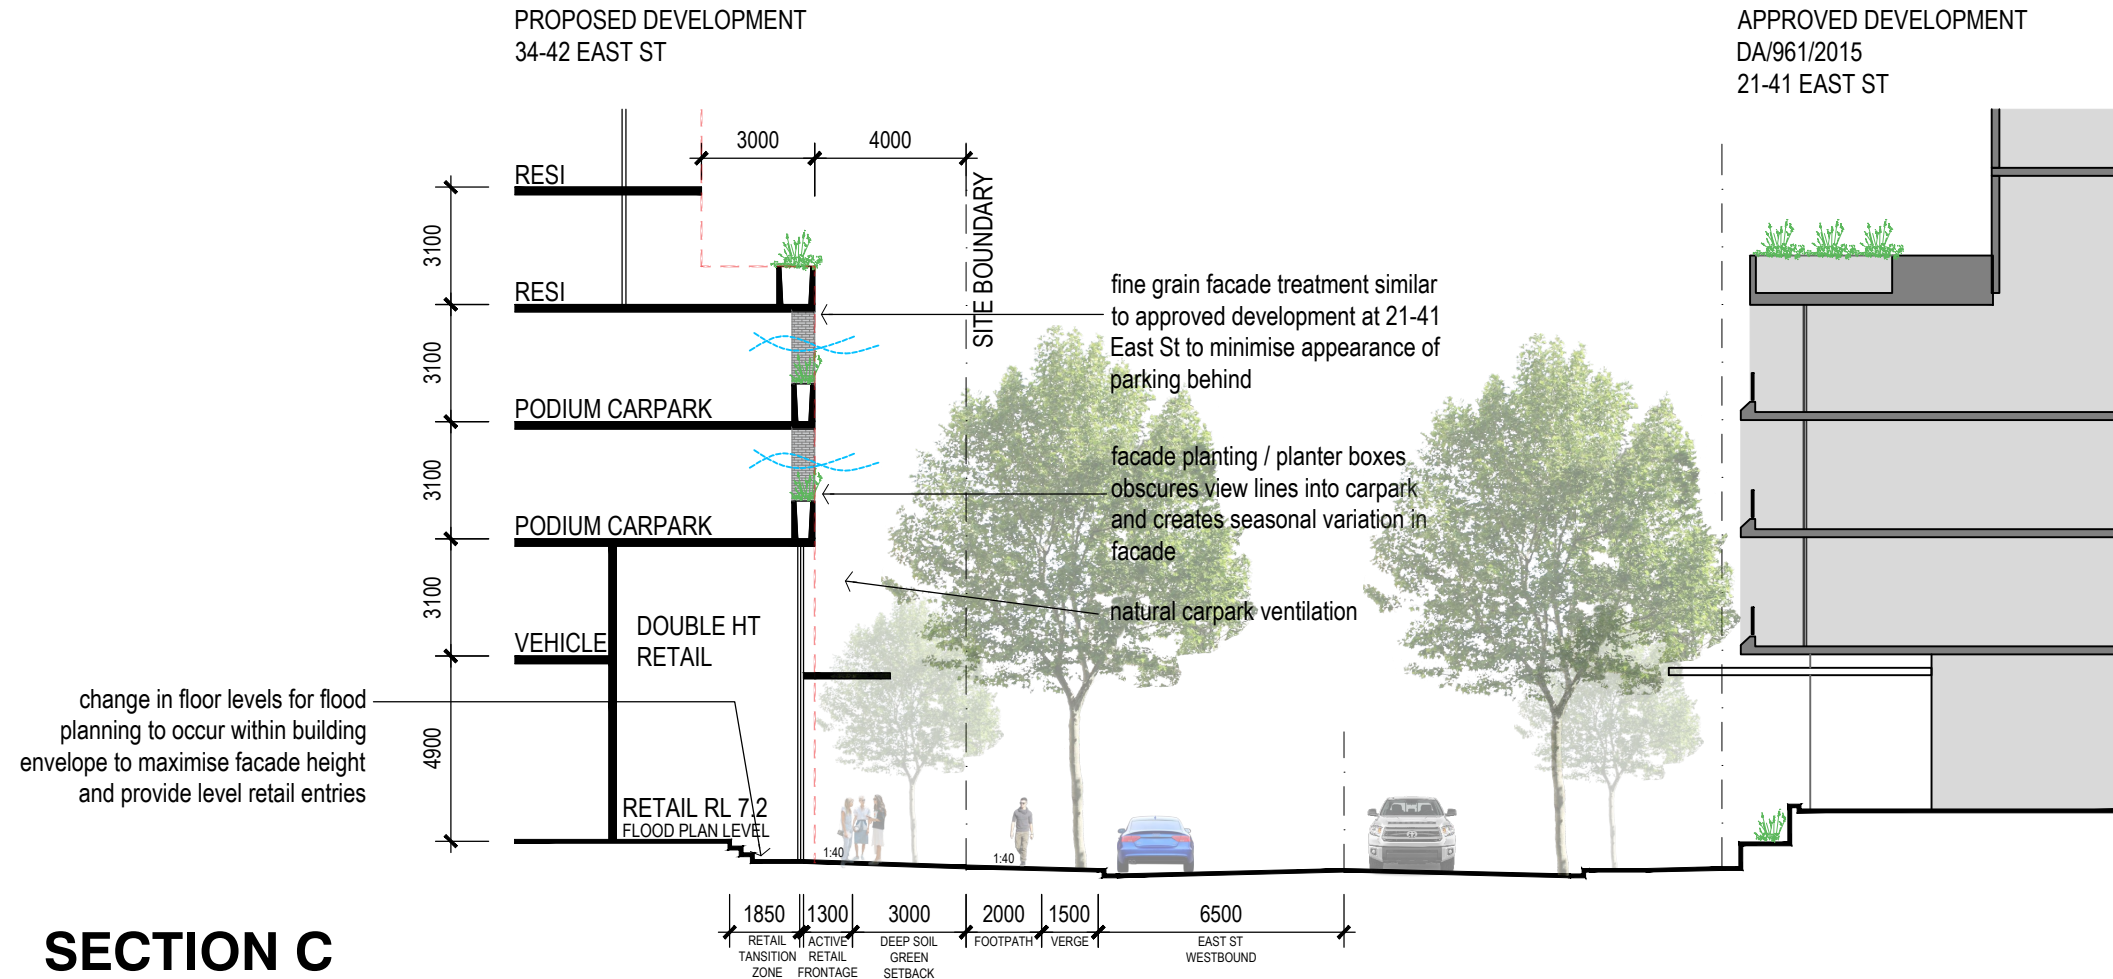 PROPOSED DEVELOPMENT
34-42 EAST ST
APPROVED DEVELOPMENT
DA/961/2015
21-41 EAST ST
3000
4000
RESI
SITE BOUNDARY
3100
RESI
fine grain facade treatment similar
to approved development at 21-41
East St to minimise appearance of
parking behind
3100
PODIUM CARPARK
facade planting / planter boxes
obscures view lines into carpark
and creates seasonal variation in
facade
3100
PODIUM CARPARK
3100
natural carpark ventilation
VEHICLE
DOUBLE HT
RETAIL
change in floor levels for flood
planning to occur within building
envelope to maximise facade height
and provide level retail entries
4900
RETAIL RL 7.2
FLOOD PLAN LEVEL
1:40
1:40
1850
RETAIL
TANSITION
ZONE
1300
ACTIVE
RETAIL
FRONTAGE
3000
DEEP SOIL
GREEN
SETBACK
2000
FOOTPATH
1500
VERGE
6500
EAST ST
WESTBOUND
SECTION C